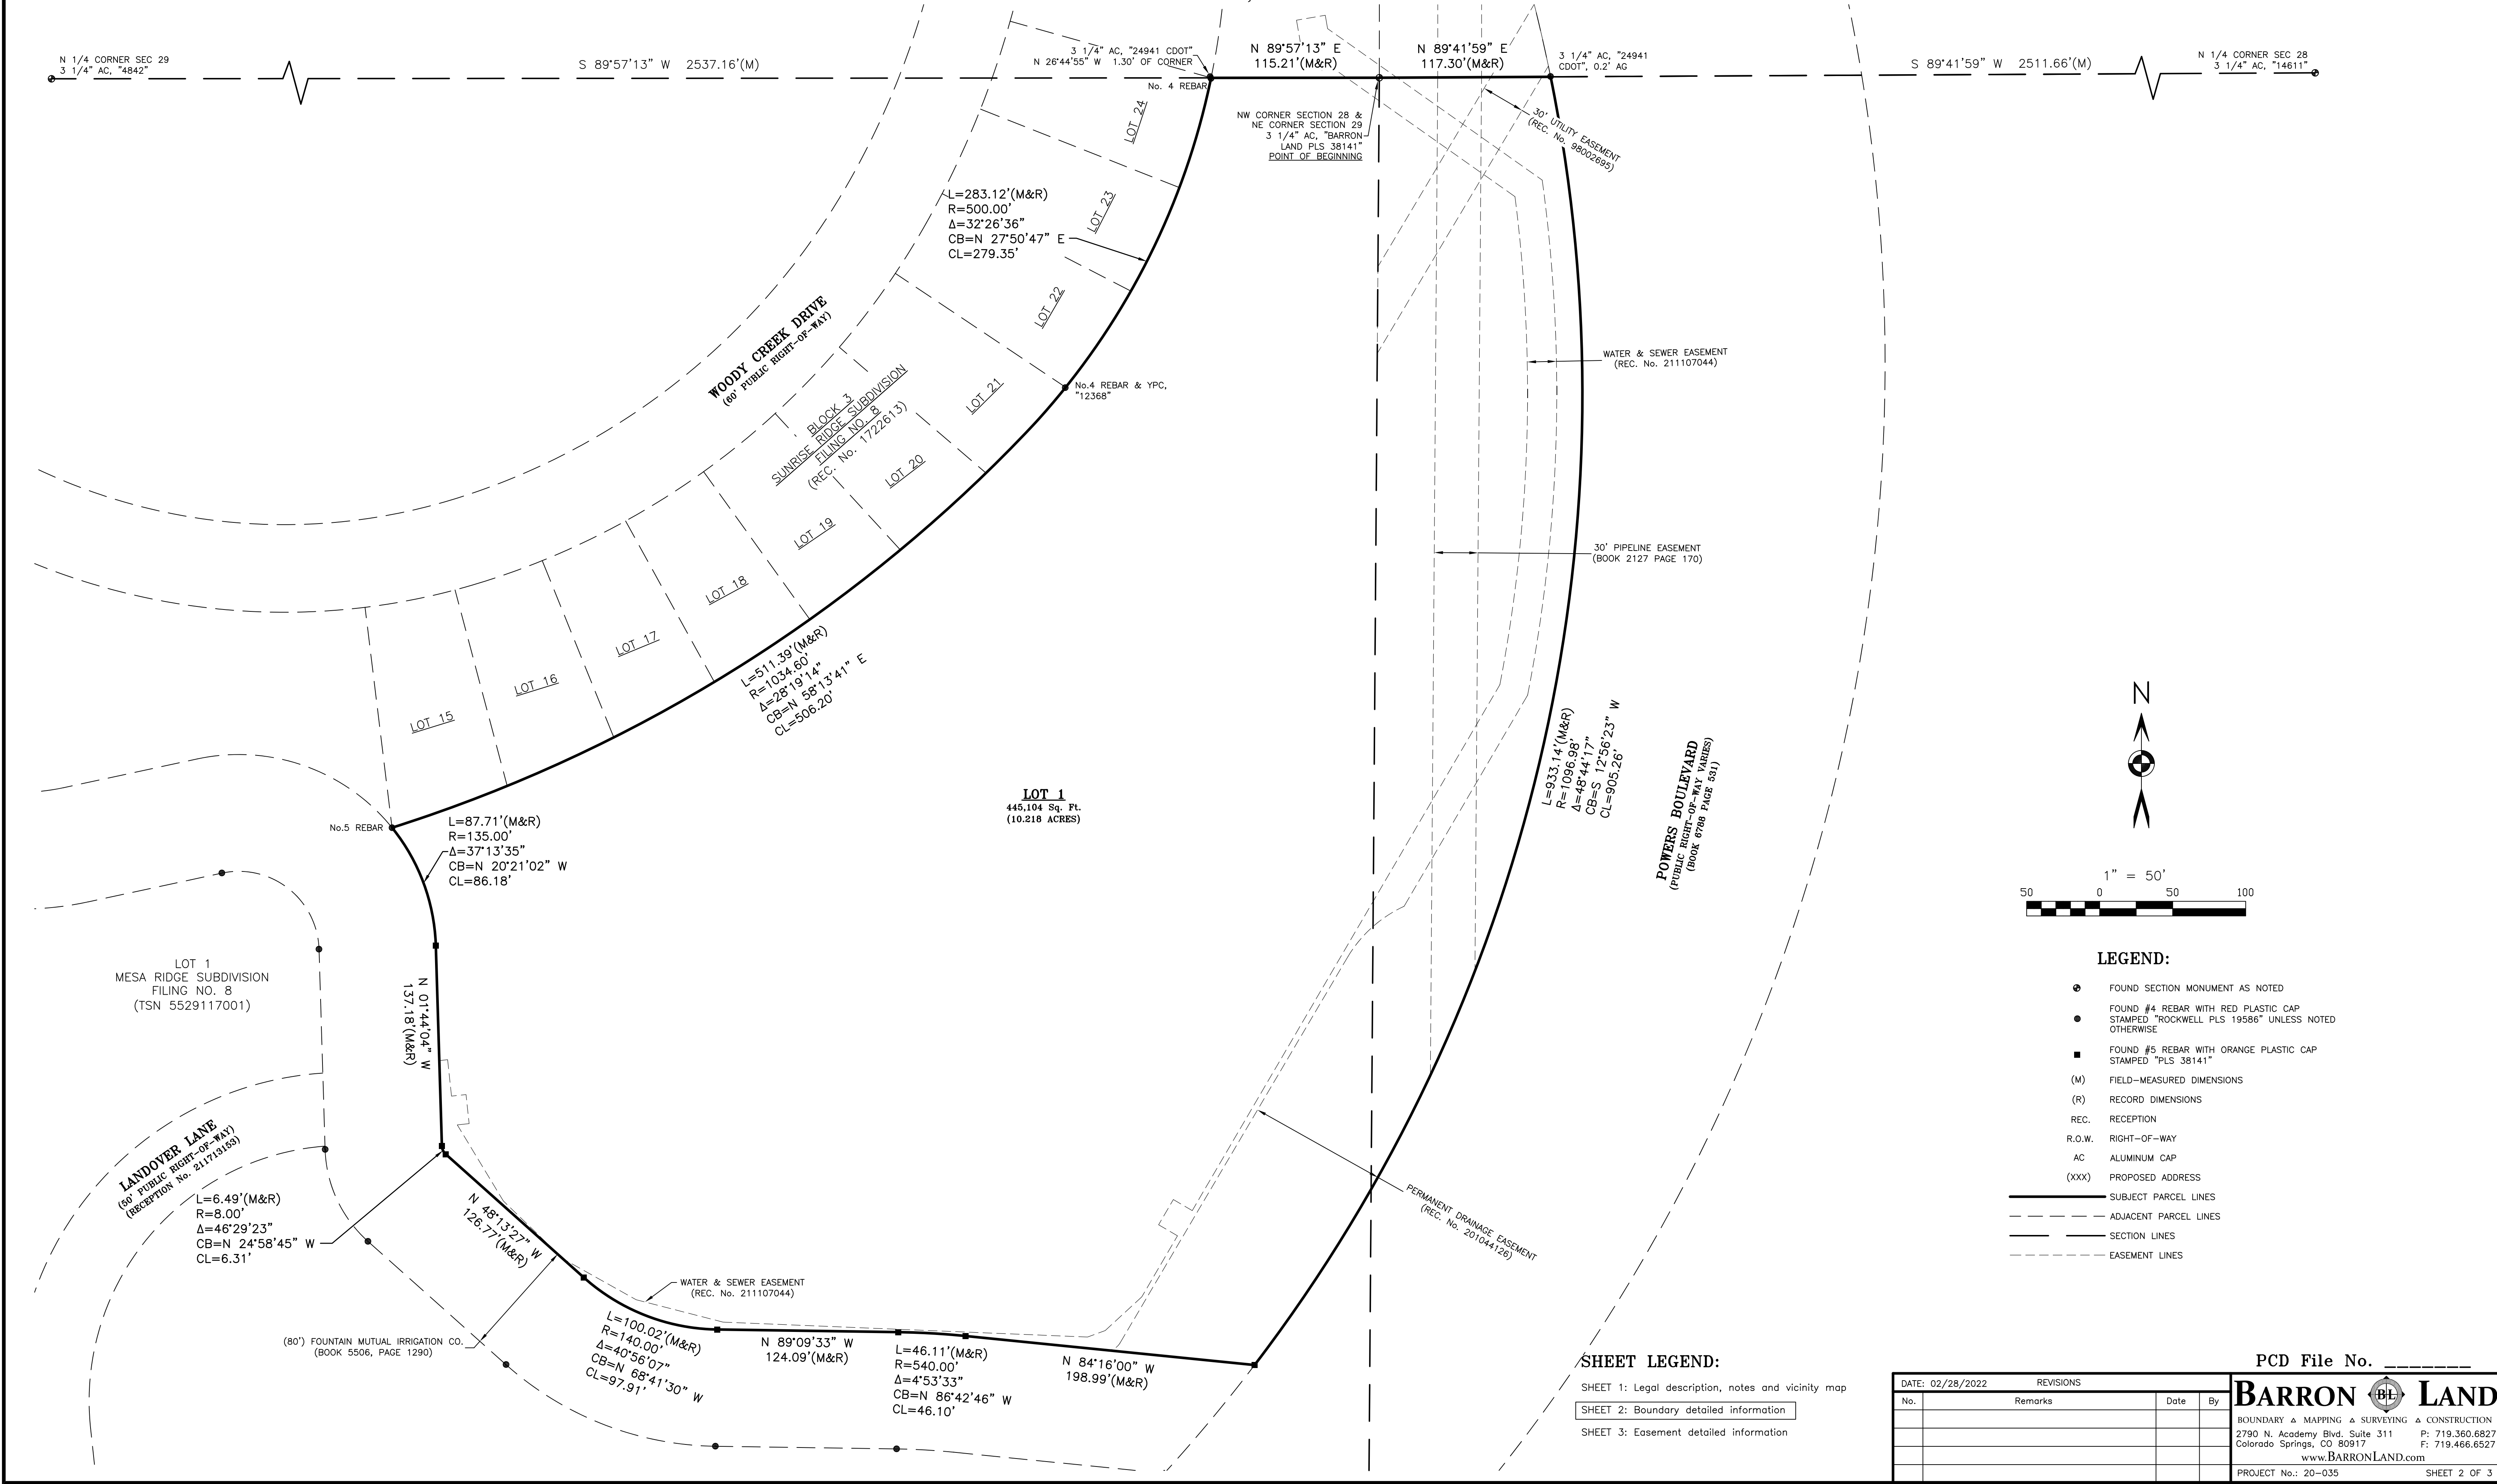 N 1/4 CORNER SEC 29
3 1/4" AC, "4842"
S 89°57'13" W 2537.16'(M)
3 1/4" AC, "24941 CDOT"
N 26°44'55" W 1.30' OF CORNER
No. 4 REBAR
N 89°57'13" E
115.21'(M&R)
N 89°41'59" E
117.30'(M&R)
3 1/4" AC, "24941
CDOT", 0.2' AG
S 89°41'59" W 2511.66'(M)
N 1/4 CORNER SEC 28
3 1/4" AC, "14611"
NW CORNER SECTION 28 &
NE CORNER SECTION 29
3 1/4" AC, "BARRON
LAND PLS 38141"
POINT OF BEGINNING
30' UTILITY EASEMENT
(REC. No. 98002695)
LOT 24
LOT 23
LOT 22
L=283.12'(M&R)
R=500.00'
Δ=32°26'36"
CB=N 27°50'47" E
CL=279.35'
WOODY CREEK DRIVE
(60' PUBLIC RIGHT-OF-WAY)
BLOCK 3
SUNRISE RIDGE SUBDIVISION
FILING NO. 8
(REC. No. 1722613)
LOT 21
No.4 REBAR & YPC,
"12368"
LOT 20
LOT 19
LOT 18
LOT 17
LOT 16
LOT 15
WATER & SEWER EASEMENT
(REC. No. 211107044)
30' PIPELINE EASEMENT
(BOOK 2127 PAGE 170)
L=511.39'(M&R)
R=1034.60'
Δ=28°19'14"
CB=N 58°13'41" E
CL=506.20'
L=933.14'(M&R)
R=1096.98'
Δ=48°44'17"
CB=S 12°56'23" W
CL=905.26'
POWERS BOULEVARD
(PUBLIC RIGHT-OF-WAY VARIES)
(BOOK 6788 PAGE 531)
LOT 1
445,104 Sq. Ft.
(10.218 ACRES)
No.5 REBAR
L=87.71'(M&R)
R=135.00'
Δ=37°13'35"
CB=N 20°21'02" W
CL=86.18'
LOT 1
MESA RIDGE SUBDIVISION
FILING NO. 8
(TSN 5529117001)
N 01°44'04" W
137.18'(M&R)
LANDOVER LANE
(50' PUBLIC RIGHT-OF-WAY)
(RECEPTION No. 211713153)
L=6.49'(M&R)
R=8.00'
Δ=46°29'23"
CB=N 24°58'45" W
CL=6.31'
N 48°13'27" W
126.77'(M&R)
WATER & SEWER EASEMENT
(REC. No. 211107044)
(80') FOUNTAIN MUTUAL IRRIGATION CO.
(BOOK 5506, PAGE 1290)
L=100.02'(M&R)
R=140.00'
Δ=40°56'07"
CB=N 68°41'30" W
CL=97.91'
N 89°09'33" W
124.09'(M&R)
L=46.11'(M&R)
R=540.00'
Δ=4°53'33"
CB=N 86°42'46" W
CL=46.10'
N 84°16'00" W
198.99'(M&R)
PERMANENT DRAINAGE EASEMENT
(REC. No. 201044126)
N
1" = 50'
50 0 50 100
LEGEND:
FOUND SECTION MONUMENT AS NOTED
FOUND #4 REBAR WITH RED PLASTIC CAP
STAMPED "ROCKWELL PLS 19586" UNLESS NOTED
OTHERWISE
FOUND #5 REBAR WITH ORANGE PLASTIC CAP
STAMPED "PLS 38141"
(M) FIELD-MEASURED DIMENSIONS
(R) RECORD DIMENSIONS
REC. RECEPTION
R.O.W. RIGHT-OF-WAY
AC ALUMINUM CAP
(XXX) PROPOSED ADDRESS
SUBJECT PARCEL LINES
ADJACENT PARCEL LINES
SECTION LINES
EASEMENT LINES
SHEET LEGEND:
SHEET 1: Legal description, notes and vicinity map
SHEET 2: Boundary detailed information
SHEET 3: Easement detailed information
PCD File No. _______
DATE: 02/28/2022 REVISIONS
No. Remarks Date By
BARRON BL LAND
BOUNDARY Δ MAPPING Δ SURVEYING Δ CONSTRUCTION
2790 N. Academy Blvd. Suite 311 P: 719.360.6827
Colorado Springs, CO 80917 F: 719.466.6527
www.BARRONLAND.com
PROJECT No.: 20-035 SHEET 2 OF 3